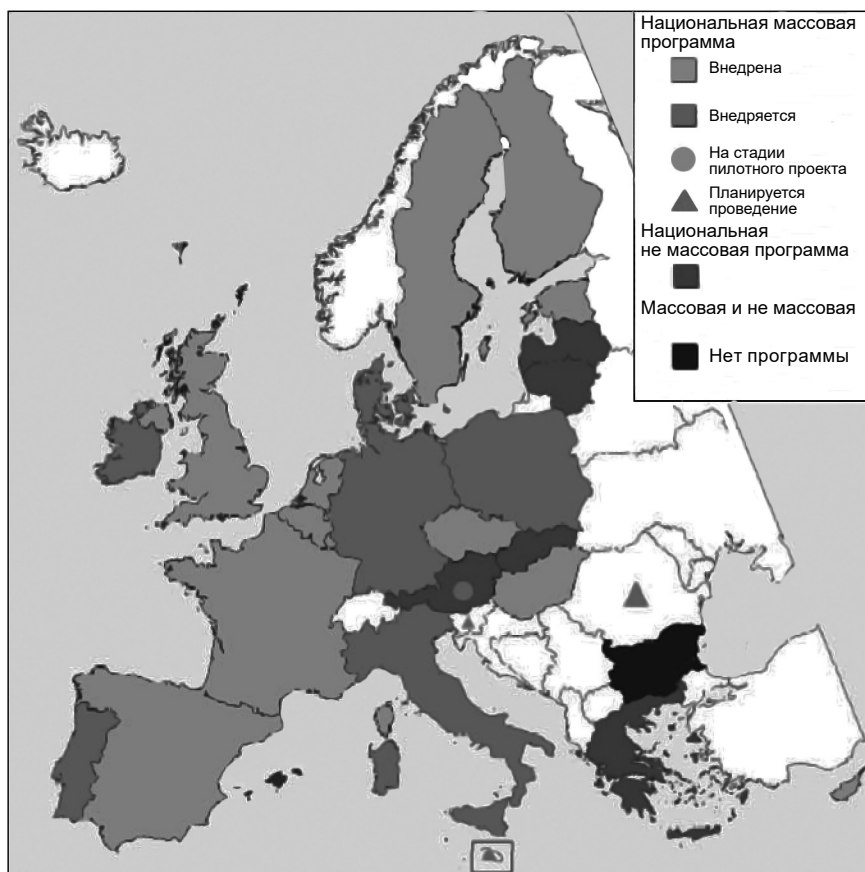 Национальная массовая
программа
Внедрена
Внедряется
На стадии
пилотного проекта
Планируется
проведение
Национальная
не массовая программа
Массовая и не массовая
Нет программы